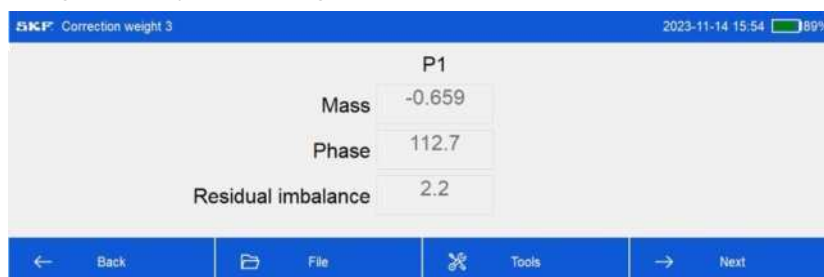 SKF Correction weight 3 2023-11-14 15:54 89%
P1
Mass -0.659
Phase 112.7
Residual imbalance 2.2
Back File Tools Next